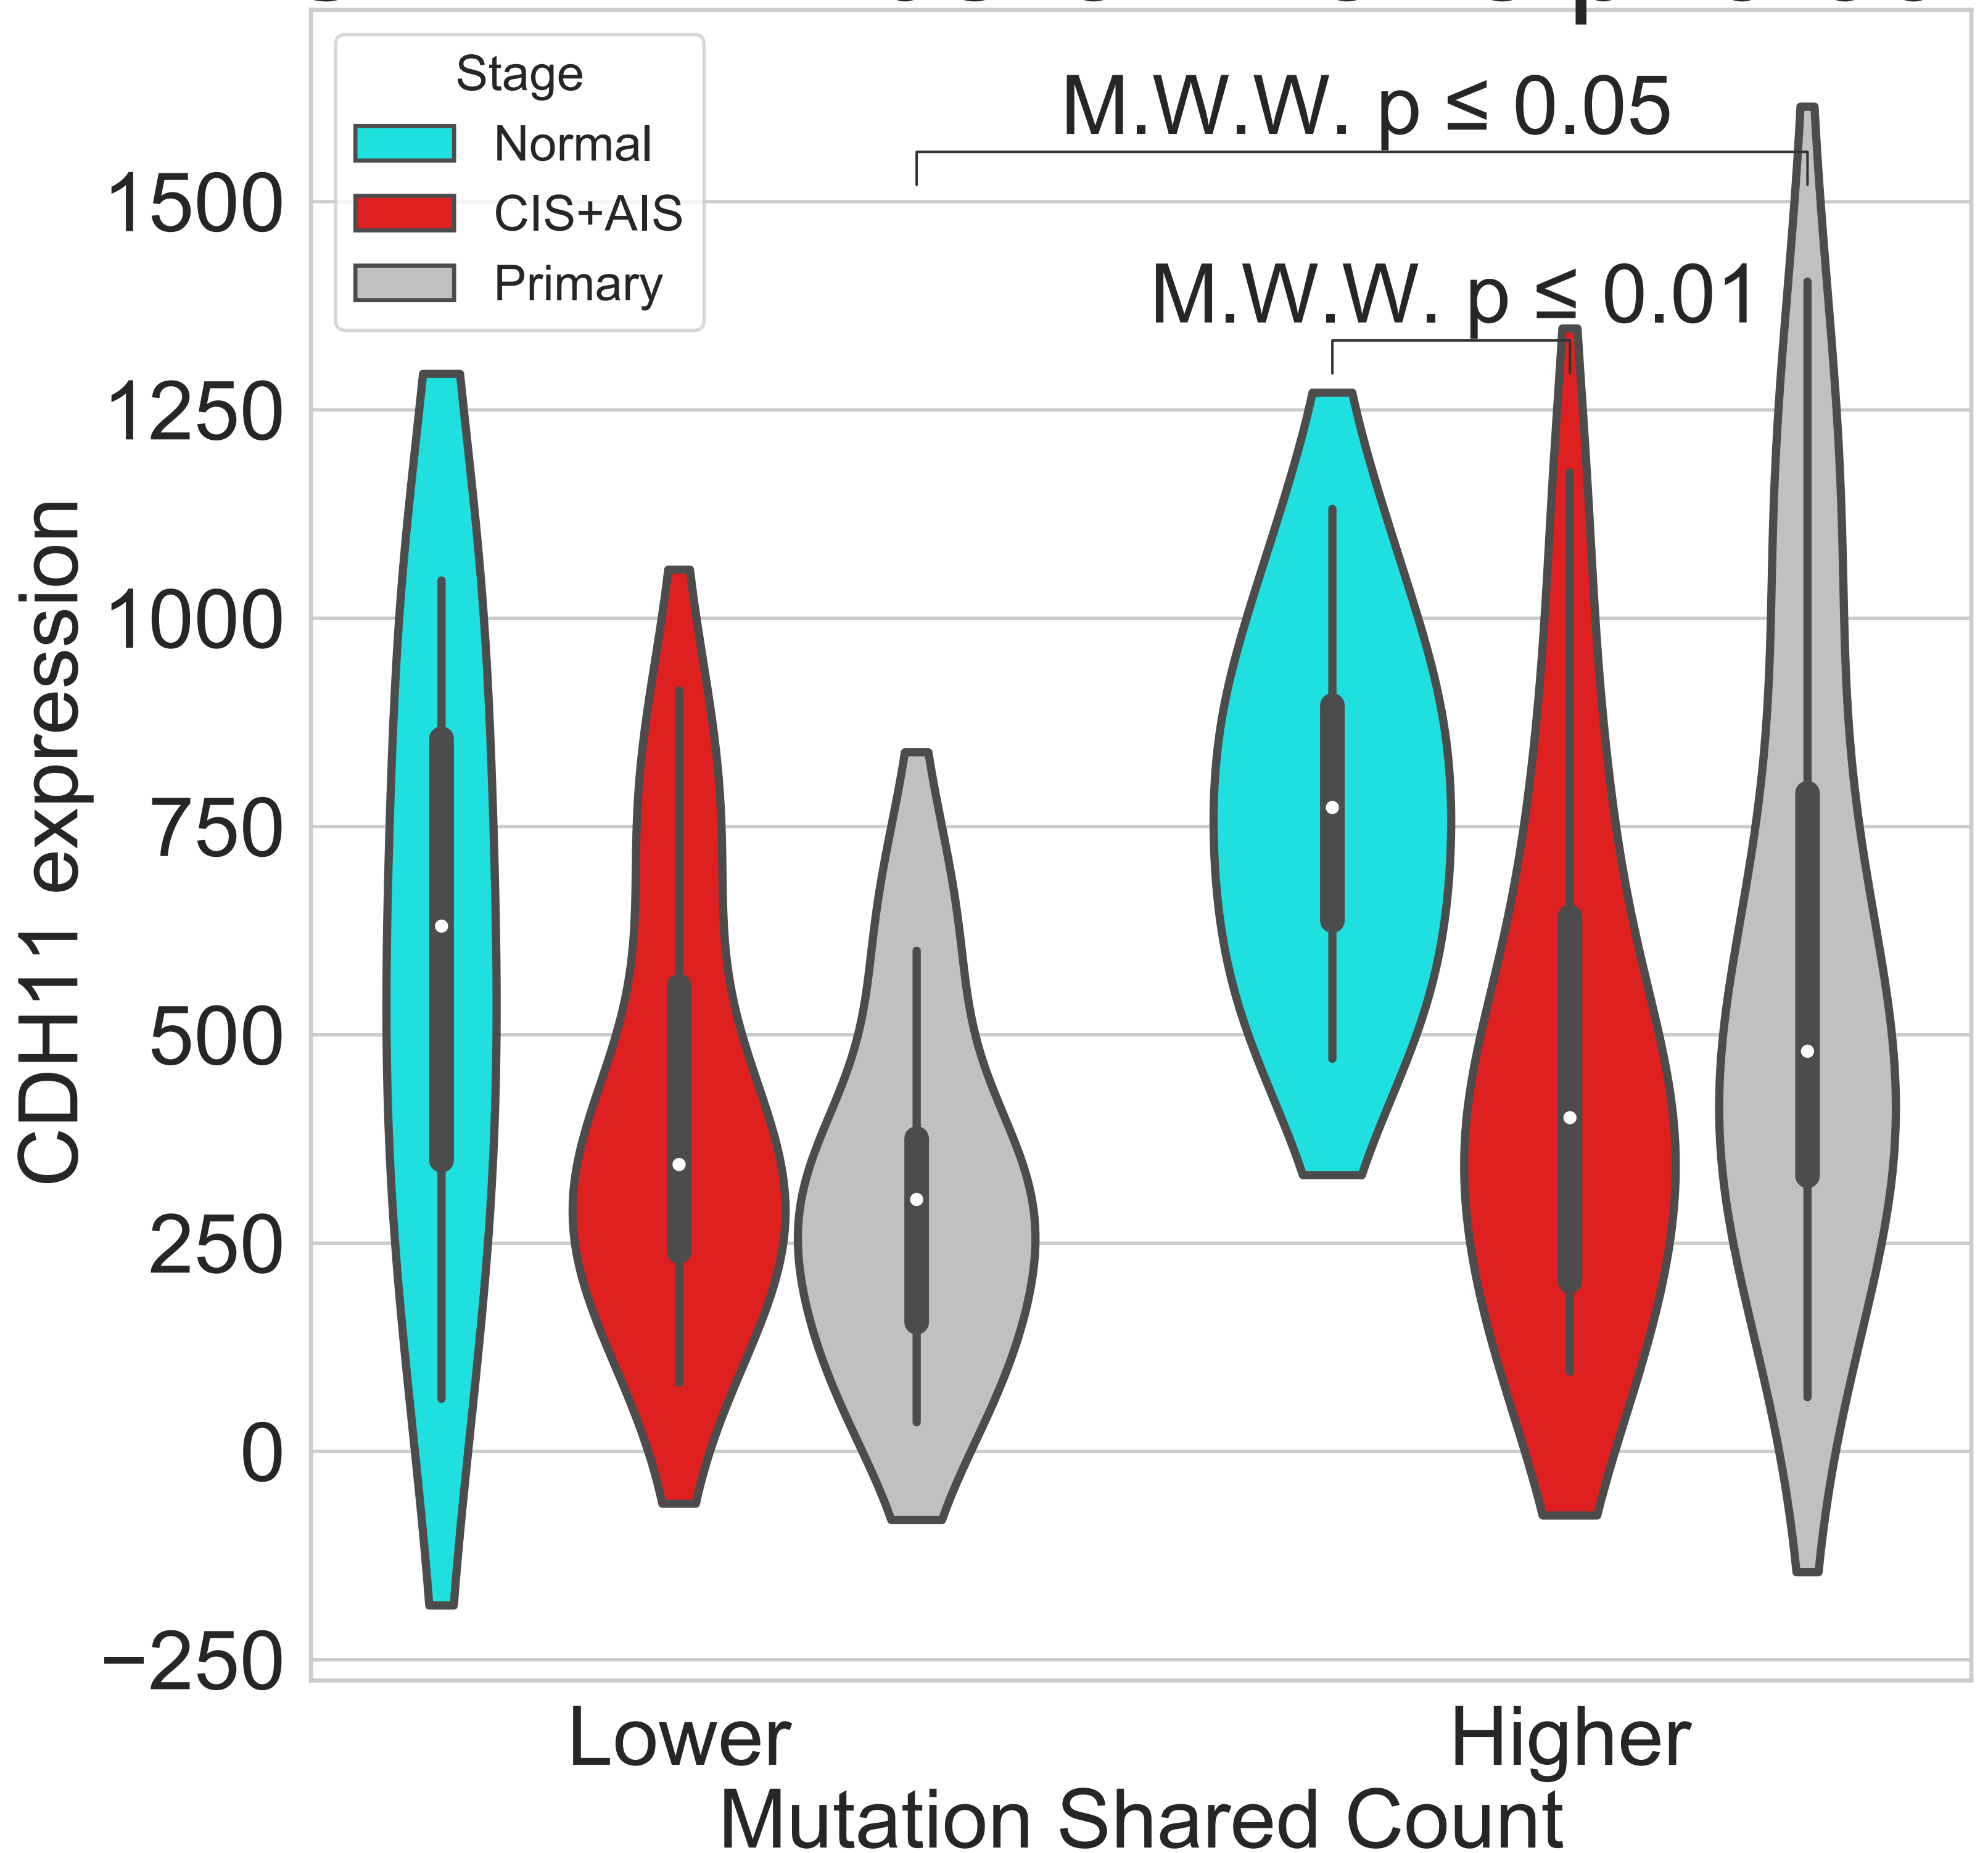 Stage
Normal
CIS+AIS
Primary
M.W.W. p ≤ 0.05
M.W.W. p ≤ 0.01
CDH11 expression
1500
1250
1000
750
500
250
0
−250
Lower
Higher
Mutation Shared Count